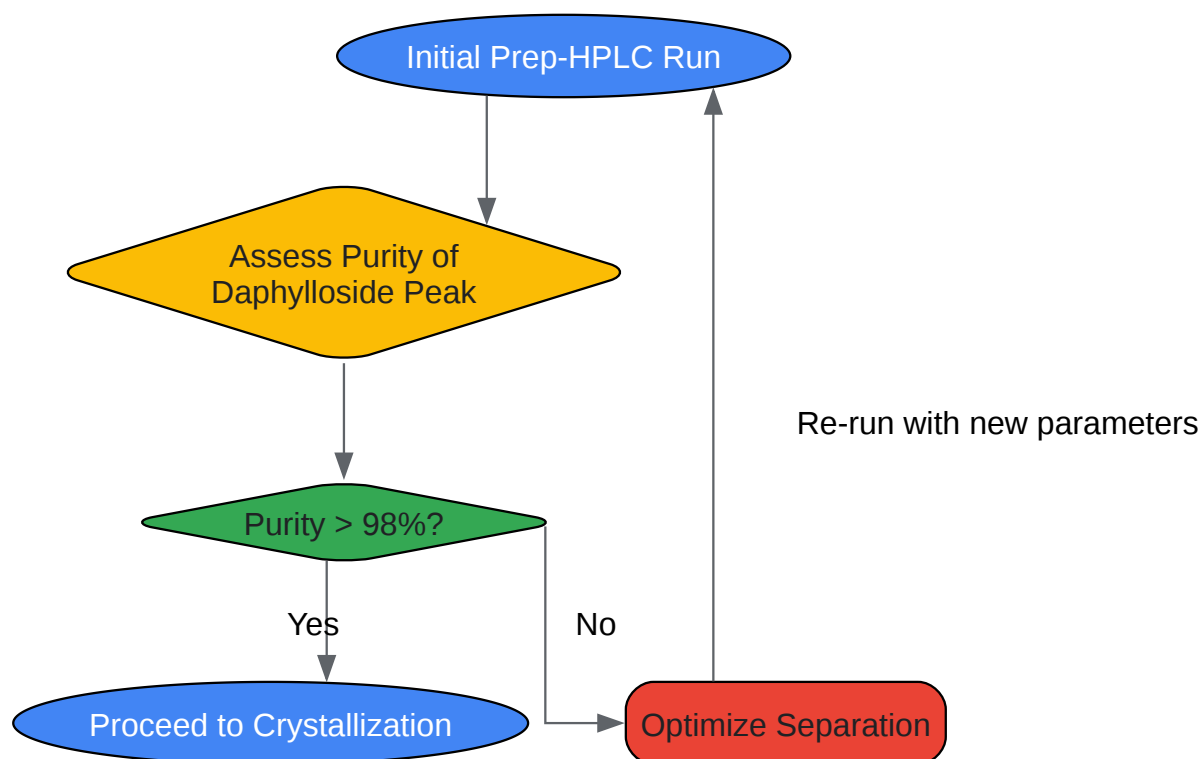 Initial Prep-HPLC Run
Assess Purity of
Daphylloside Peak
Re-run with new parameters
Purity > 98%?
Yes
No
Proceed to Crystallization
Optimize Separation